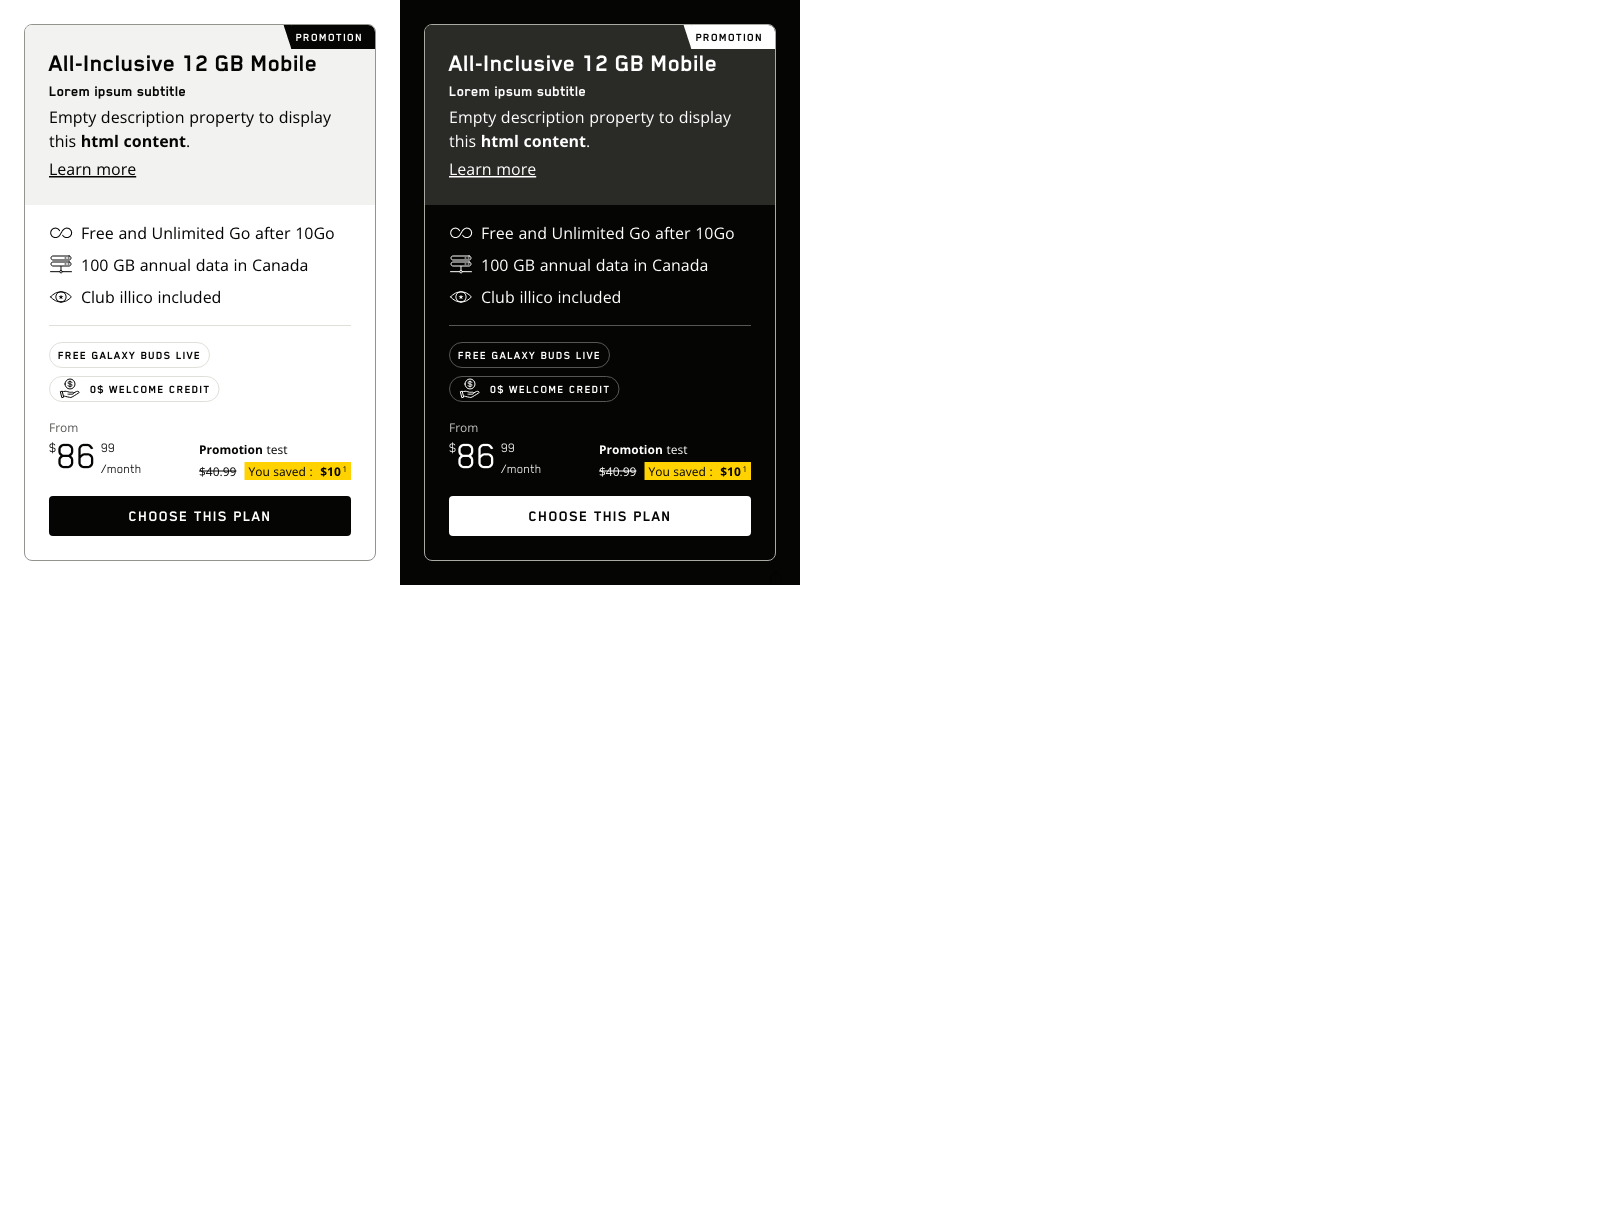 PROMOTION
All-Inclusive 12 GB Mobile
Lorem ipsum subtitle
Empty description property to display
this html content.
Learn more
Free and Unlimited Go after 10Go
100 GB annual data in Canada
Club illico included
FREE GALAXY BUDS LIVE
0$ WELCOME CREDIT
From
$86 99
/month
Promotion test
$40.99 You saved : $10 1
CHOOSE THIS PLAN
PROMOTION
All-Inclusive 12 GB Mobile
Lorem ipsum subtitle
Empty description property to display
this html content.
Learn more
Free and Unlimited Go after 10Go
100 GB annual data in Canada
Club illico included
FREE GALAXY BUDS LIVE
0$ WELCOME CREDIT
From
$86 99
/month
Promotion test
$40.99 You saved : $10 1
CHOOSE THIS PLAN